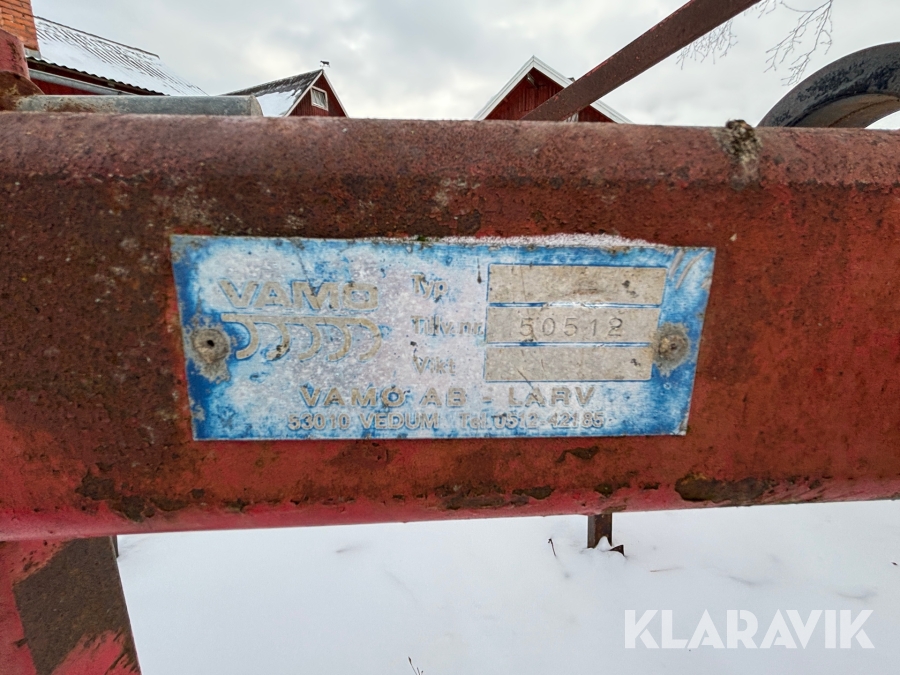 VAMO
Typ
Tillv.nr. 50512
Vikt
VAMO AB - LARV
53010 VEDUM Tel. 0512-42185
KLARAVIK